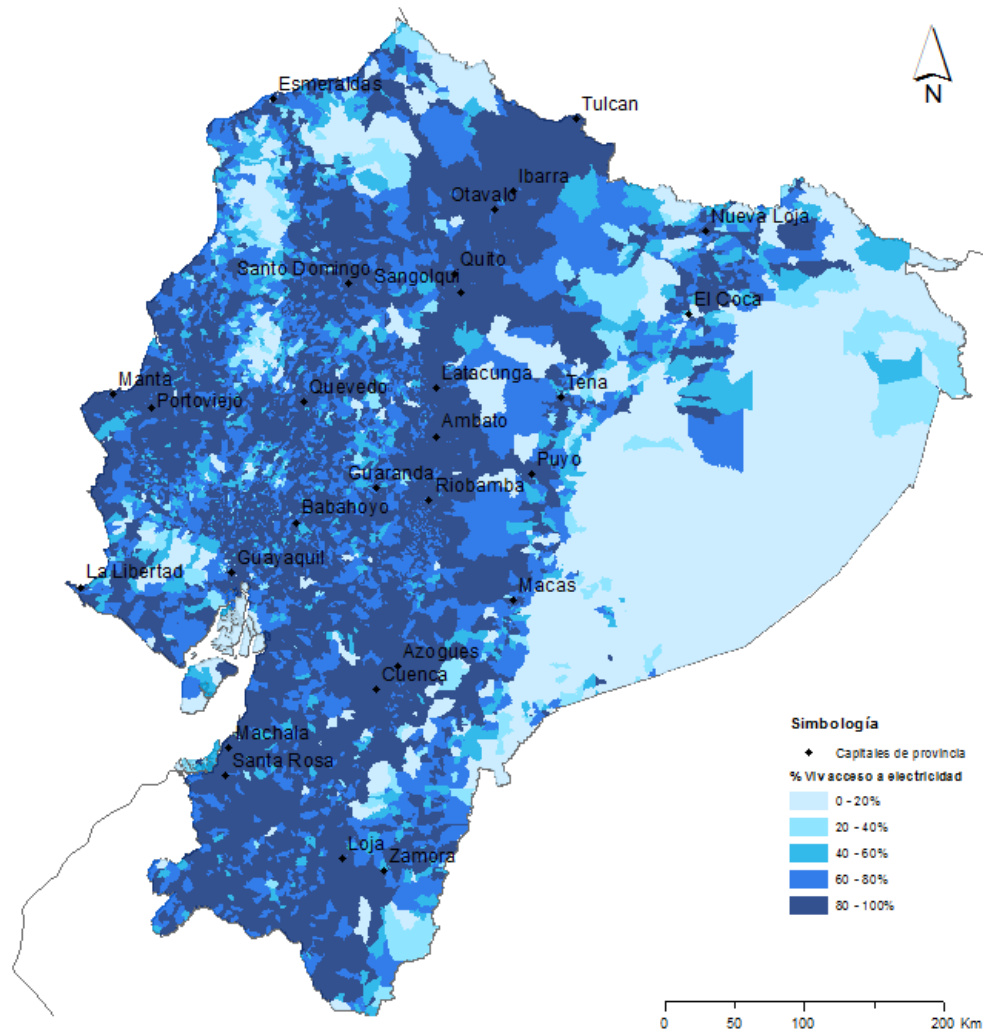 Esmeraldas
Tulcan
N
Ibarra
Otavalo
Nueva Loja
Quito
Santo Domingo
Sangolqui
El Coca
Manta
Portoviejo
Quevedo
Latacunga
Tena
Ambato
Puyo
Guaranda
Riobamba
Babahoyo
Guayaquil
La Libertad
Macas
Azogues
Cuenca
Machala
Santa Rosa
Loja
Zamora
Simbología
Capitales de provincia
% Viv acceso a electricidad
0 - 20%
20 - 40%
40 - 60%
60 - 80%
80 - 100%
0 50 100 200 Km